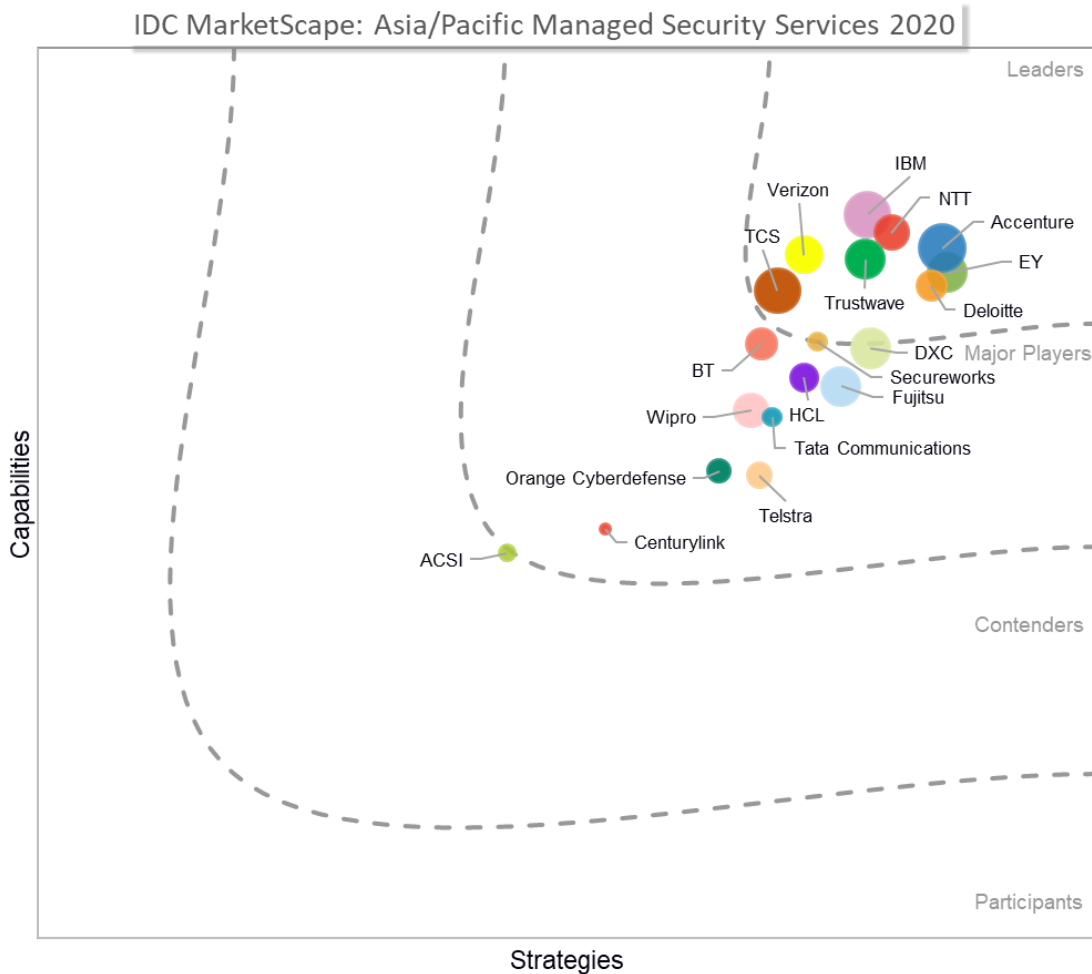 IDC MarketScape: Asia/Pacific Managed Security Services 2020
Leaders
IBM
Verizon
NTT
Accenture
TCS
EY
Trustwave
Deloitte
Major Players
DXC
BT
Secureworks
Fujitsu
Wipro
HCL
Tata Communications
Orange Cyberdefense
Telstra
Centurylink
ACSI
Capabilities
Contenders
Participants
Strategies